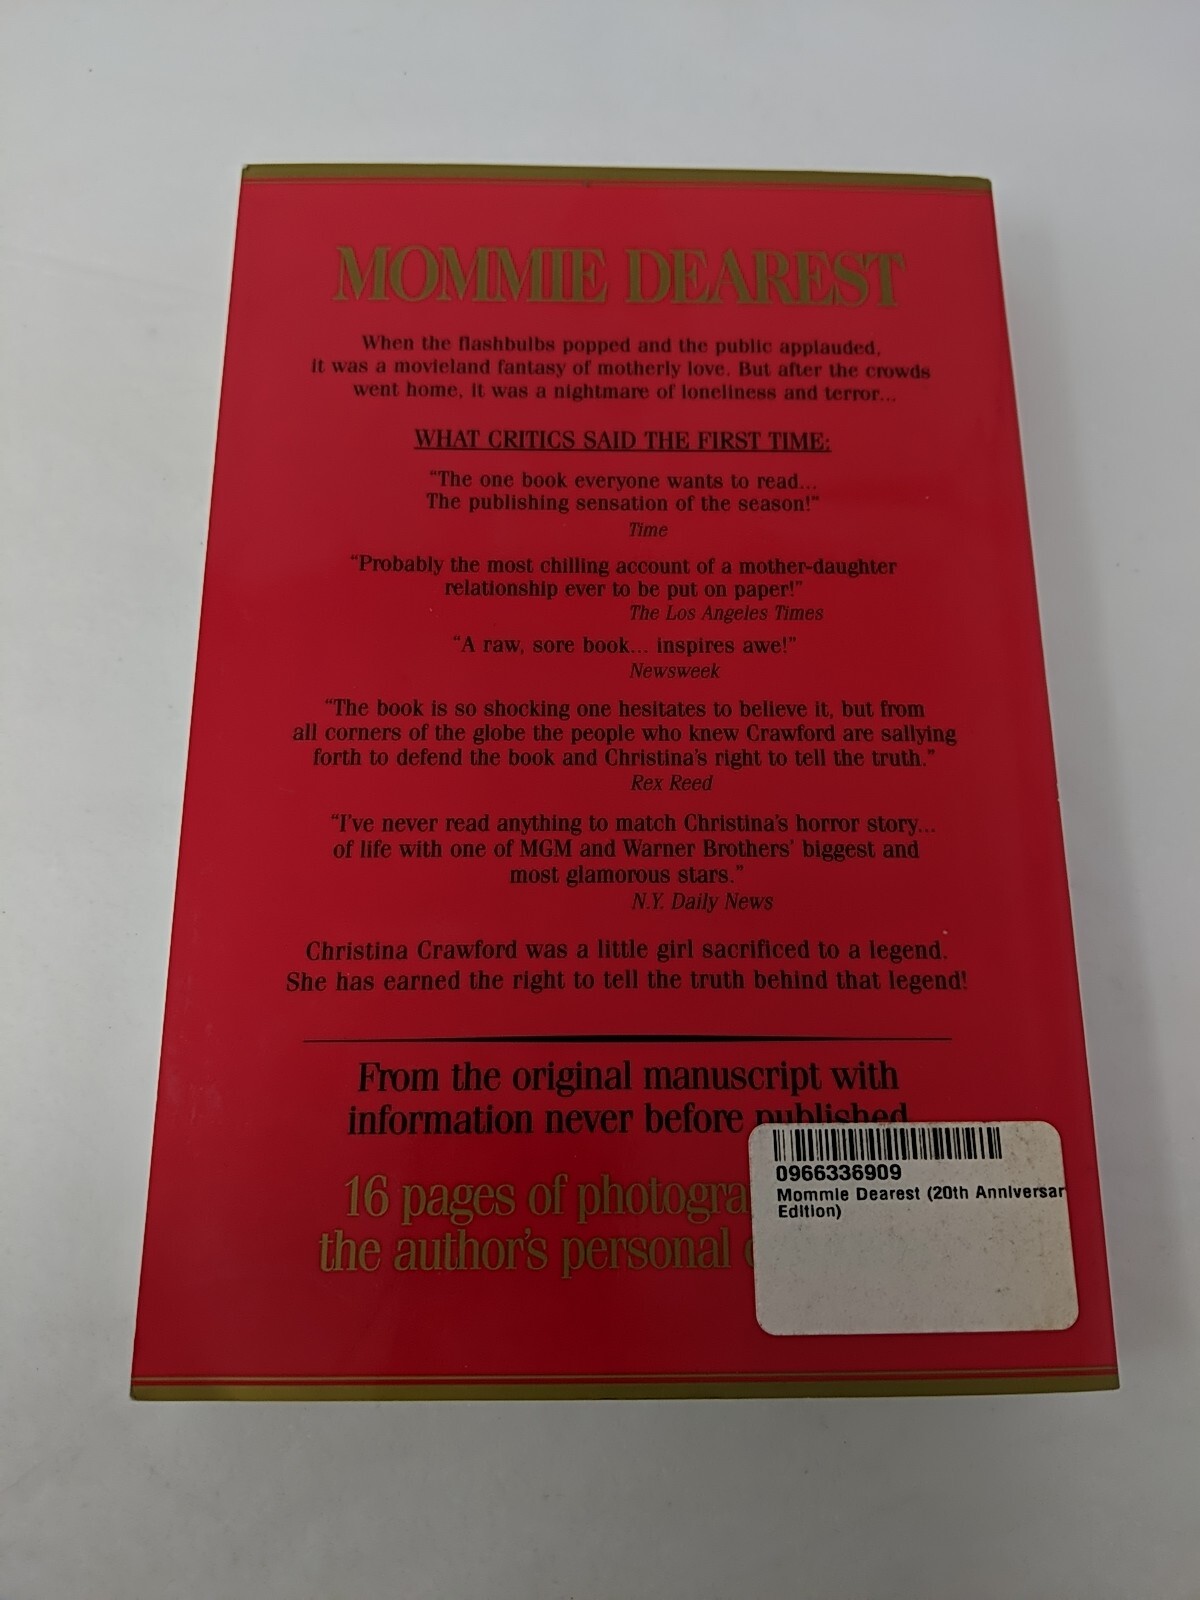 MOMMIE DEAREST
When the flashbulbs popped and the public applauded,
it was a movieland fantasy of motherly love. But after the crowds
went home, it was a nightmare of loneliness and terror...
WHAT CRITICS SAID THE FIRST TIME:
“The one book everyone wants to read...
The publishing sensation of the season!”
Time
“Probably the most chilling account of a mother-daughter
relationship ever to be put on paper!”
The Los Angeles Times
“A raw, sore book... inspires awe!”
Newsweek
“The book is so shocking one hesitates to believe it, but from
all corners of the globe the people who knew Crawford are sallying
forth to defend the book and Christina's right to tell the truth.”
Rex Reed
“I've never read anything to match Christina's horror story...
of life with one of MGM and Warner Brothers' biggest and
most glamorous stars.”
N.Y. Daily News
Christina Crawford was a little girl sacrificed to a legend.
She has earned the right to tell the truth behind that legend!
From the original manuscript with
information never before published
16 pages of
the author's personal
0966336909
Mommie Dearest (20th Anniversar
Edition)